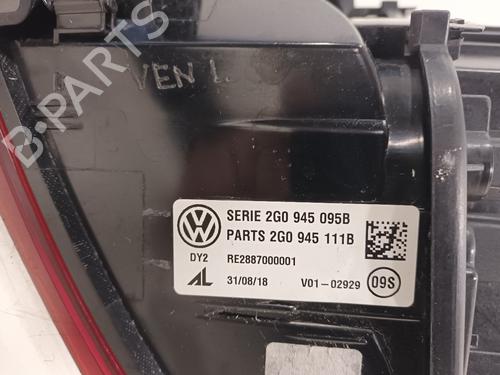 B-PARTS
VEN
SERIE 2G0 945 095B
PARTS 2G0 945 111B
DY2 RE2887000001
AL 31/08/18 V01-02929 09S